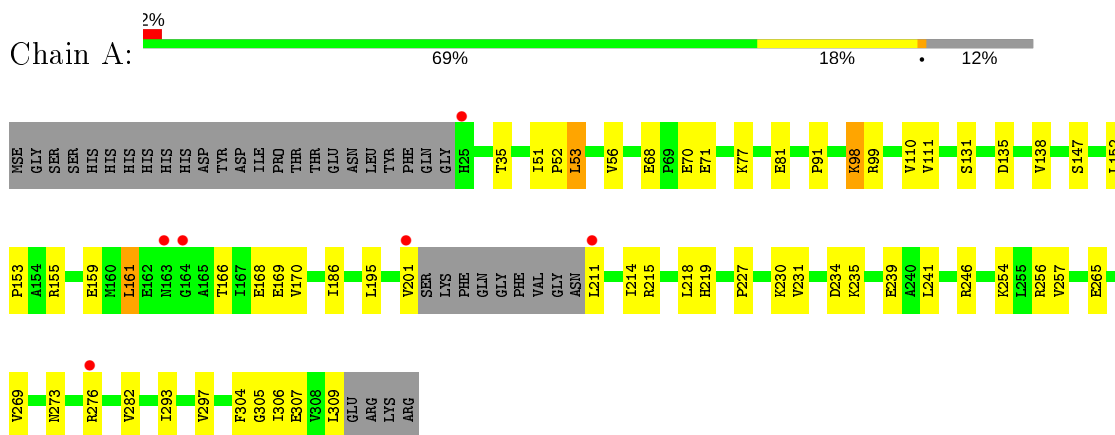 2%
Chain A:
69% 18% • 12%
MSE GLY SER SER HIS HIS HIS HIS HIS HIS ASP TYR ASP ILE PRO THR THR GLU ASN LEU TYR PHE GLN GLY H25 T35 I51 P52 L53 V56 E68 P69 E70 E71 K77 E81 P91 K98 R99 V110 V111 S131 D135 V138 S147 L152
P153 A154 R155 E159 M160 L161 E162 N163 G164 A165 T166 I167 E168 E169 V170 I186 L195 V201 SER LYS PHE GLN GLY PHE VAL GLY ASN L211 I214 R215 L218 H219 P227 K230 V231 D234 K235 E239 A240 L241 R246 K254 L255 R256 V257 E265
V269 N273 R276 V282 I293 V297 F304 G305 I306 E307 V308 L309 GLU ARG LYS ARG